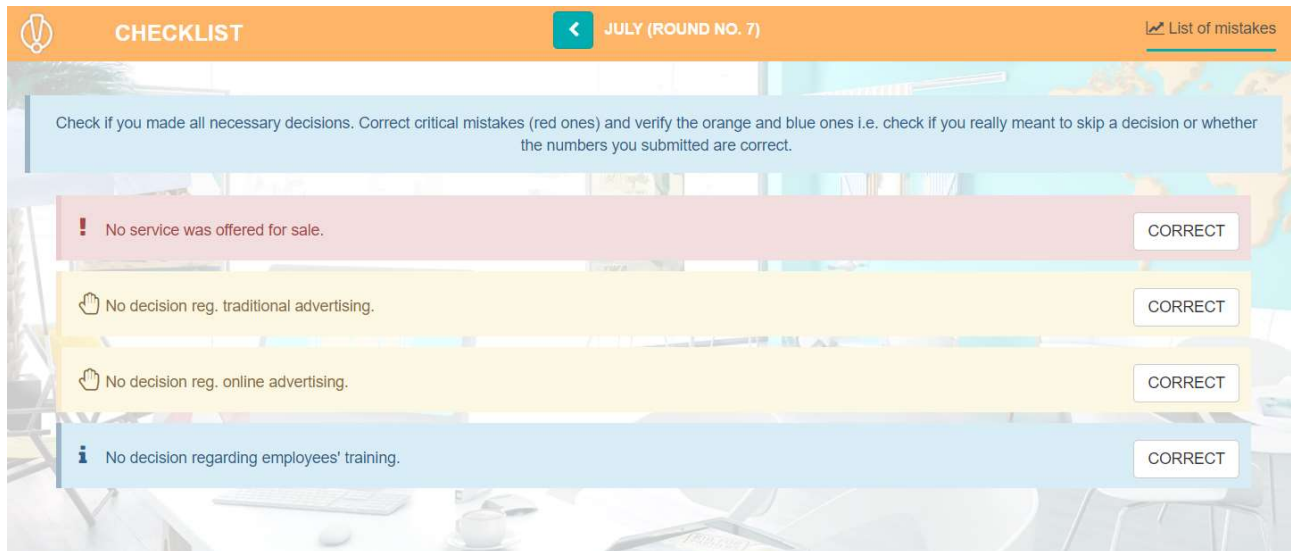 CHECKLIST
JULY (ROUND NO. 7)
List of mistakes
Check if you made all necessary decisions. Correct critical mistakes (red ones) and verify the orange and blue ones i.e. check if you really meant to skip a decision or whether
the numbers you submitted are correct.
No service was offered for sale.
CORRECT
No decision reg. traditional advertising.
CORRECT
No decision reg. online advertising.
CORRECT
No decision regarding employees' training.
CORRECT